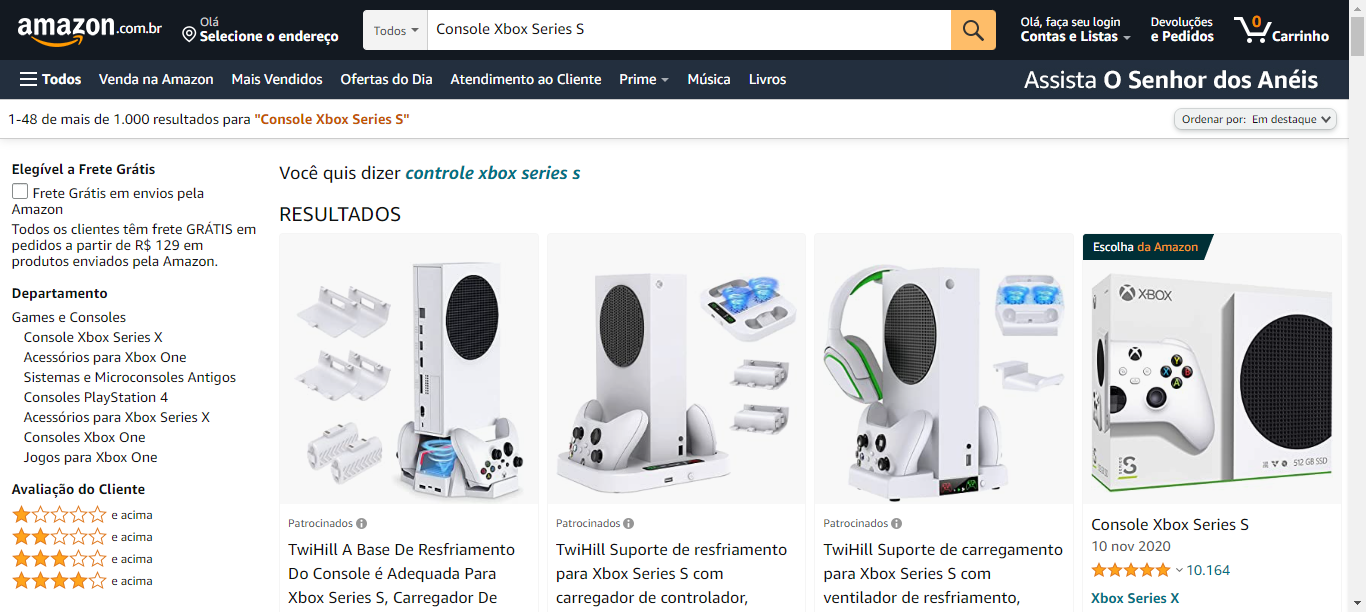 amazon.com.br
Olá
Selecione o endereço
Todos
Console Xbox Series S
Olá, faça seu login
Contas e Listas
Devoluções
e Pedidos
0
Carrinho
Todos
Venda na Amazon
Mais Vendidos
Ofertas do Dia
Atendimento ao Cliente
Prime
Música
Livros
Assista O Senhor dos Anéis
1-48 de mais de 1.000 resultados para "Console Xbox Series S"
Ordenar por: Em destaque
Elegível a Frete Grátis
Frete Grátis em envios pela
Amazon
Todos os clientes têm frete GRÁTIS em
pedidos a partir de R$ 129 em
produtos enviados pela Amazon.
Departamento
Games e Consoles
Console Xbox Series X
Acessórios para Xbox One
Sistemas e Microconsoles Antigos
Consoles PlayStation 4
Acessórios para Xbox Series X
Consoles Xbox One
Jogos para Xbox One
Avaliação do Cliente
e acima
e acima
e acima
e acima
Você quis dizer controle xbox series s
RESULTADOS
Patrocinados
TwiHill A Base De Resfriamento
Do Console é Adequada Para
Xbox Series S, Carregador De
Patrocinados
TwiHill Suporte de resfriamento
para Xbox Series S com
carregador de controlador,
Patrocinados
TwiHill Suporte de carregamento
para Xbox Series S com
ventilador de resfriamento,
Escolha da Amazon
XBOX
Y
X
B
A
SERIES
S
512 GB SSD
Console Xbox Series S
10 nov 2020
10.164
Xbox Series X